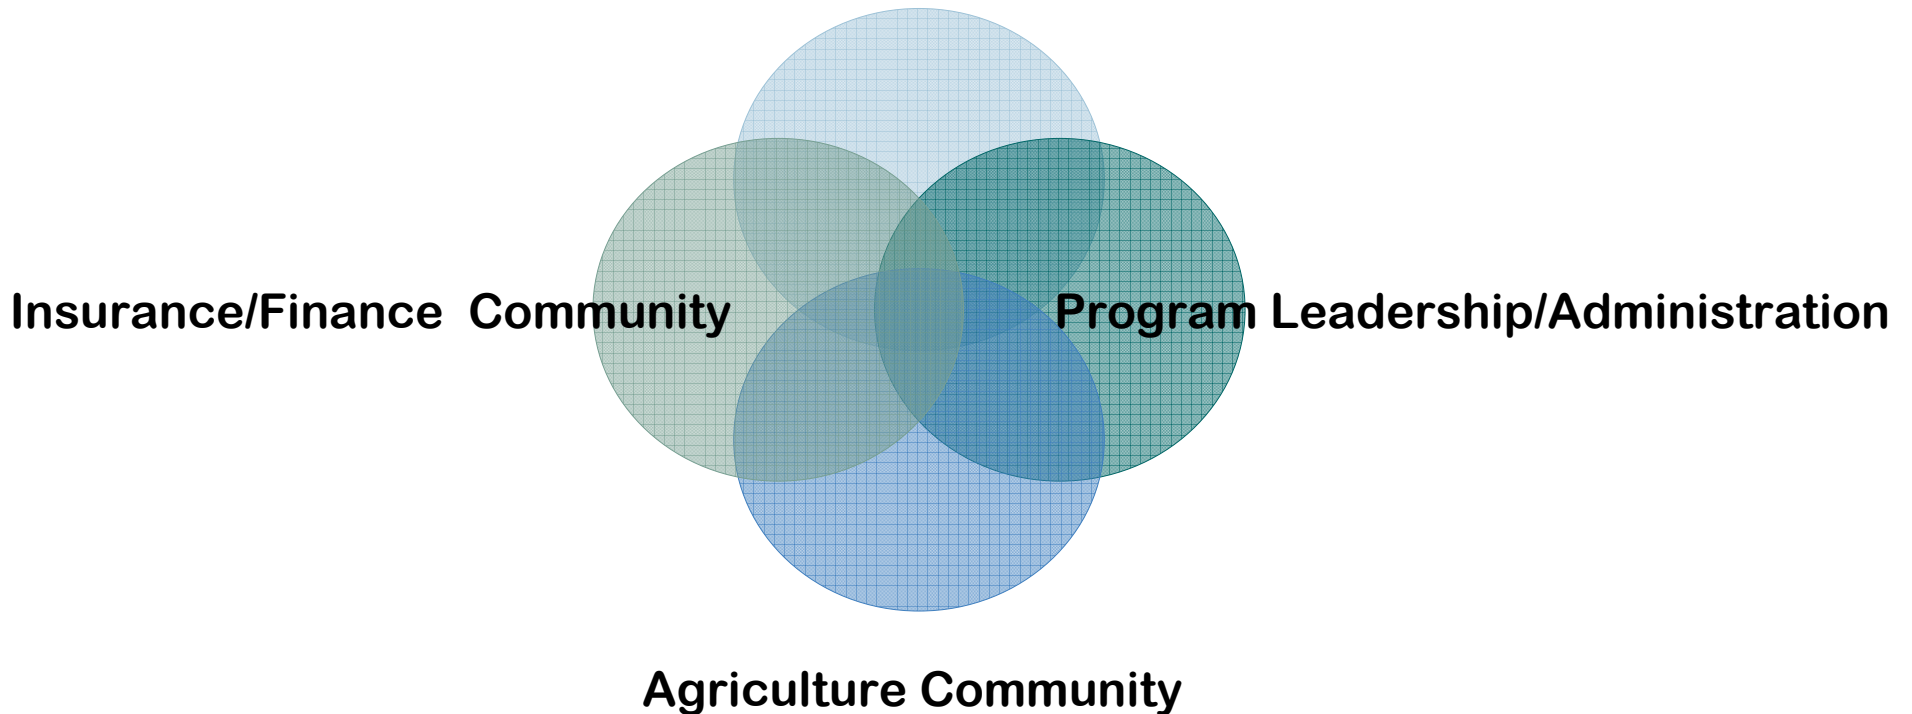 Insurance/Finance  Community
Program Leadership/Administration
Agriculture Community